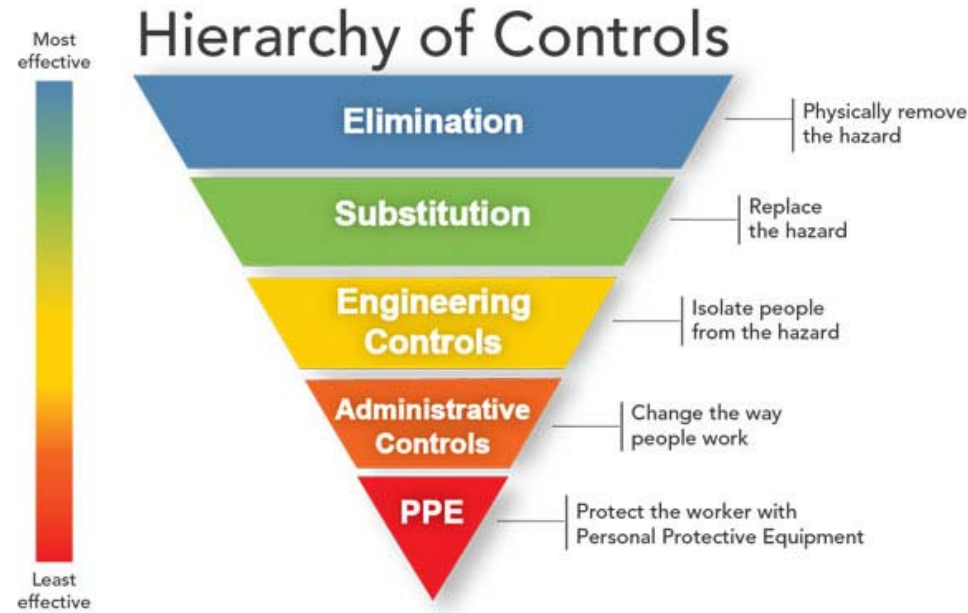 Hierarchy of Controls
Most
effective
Elimination
Physically remove
the hazard
Substitution
Replace
the hazard
Engineering
Controls
Isolate people
from the hazard
Administrative
Controls
Change the way
people work
PPE
Protect the worker with
Personal Protective Equipment
Least
effective